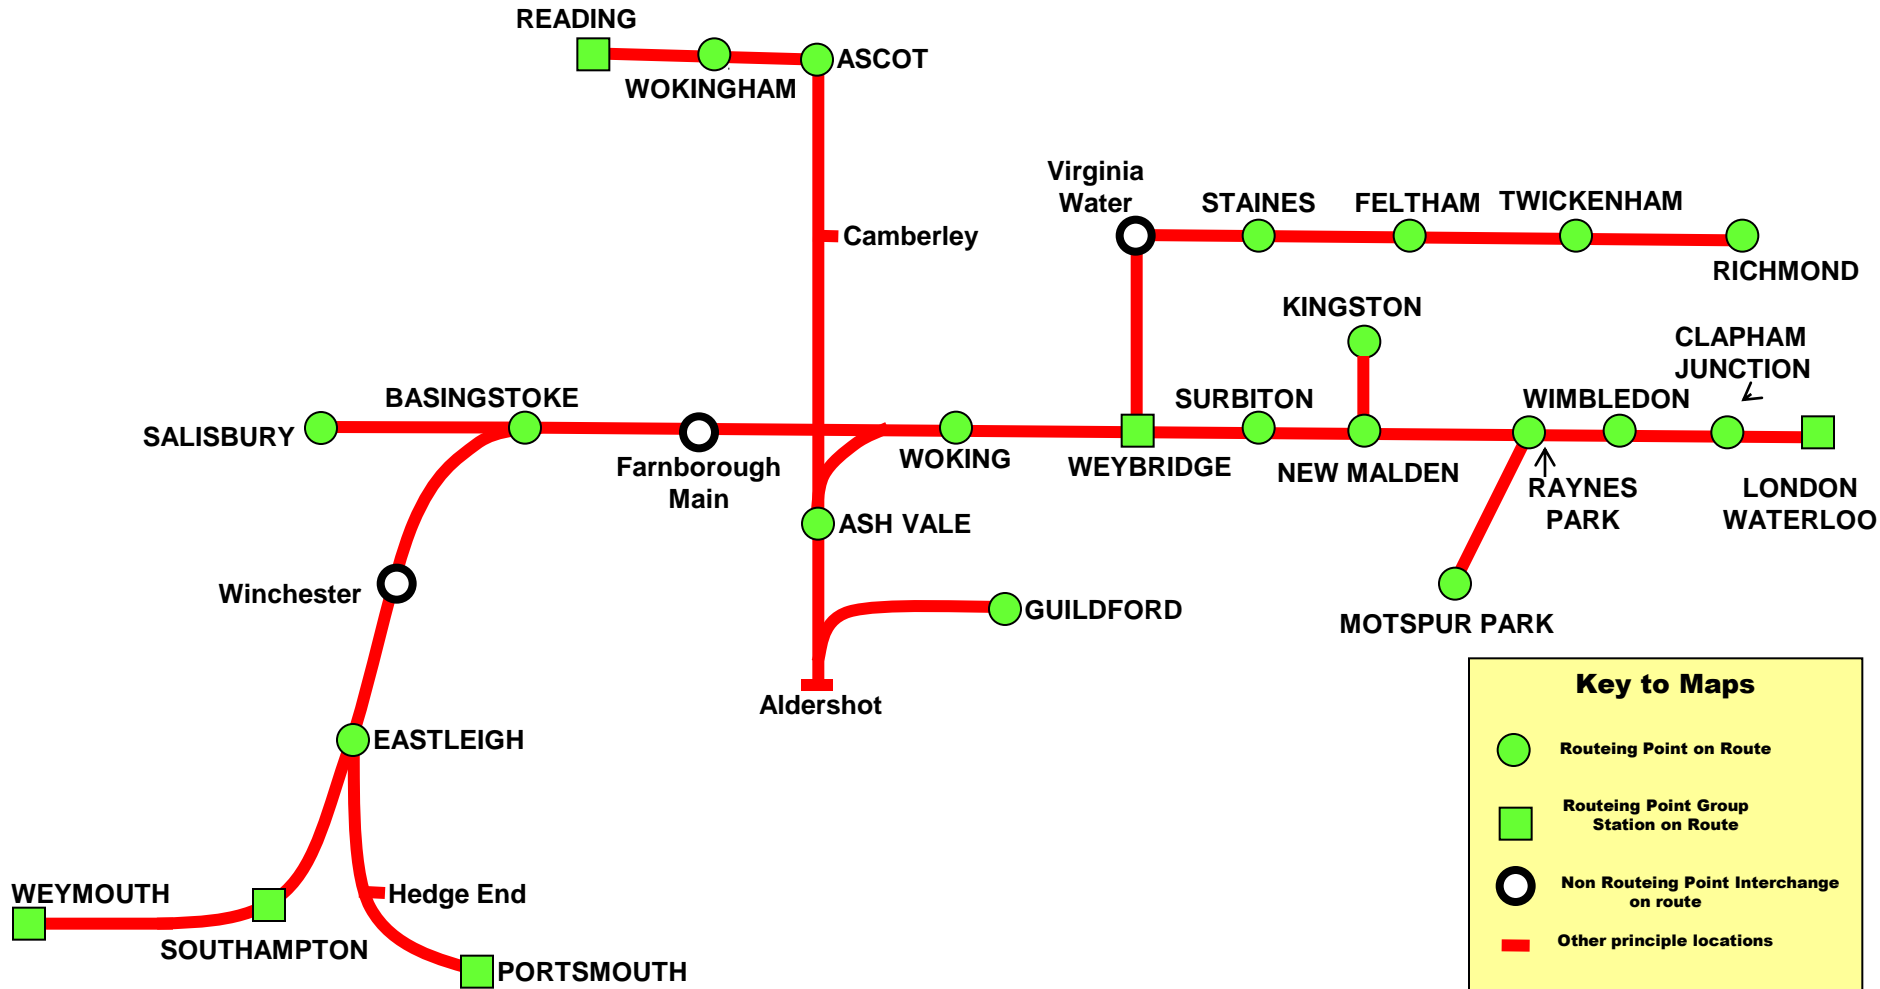 READING
WOKINGHAM
ASCOT
Camberley
Virginia
Water
STAINES
FELTHAM
TWICKENHAM
RICHMOND
KINGSTON
CLAPHAM
JUNCTION
SALISBURY
BASINGSTOKE
Farnborough
Main
WOKING
WEYBRIDGE
SURBITON
NEW MALDEN
WIMBLEDON
RAYNES
PARK
LONDON
WATERLOO
ASH VALE
Winchester
GUILDFORD
MOTSPUR PARK
Aldershot
EASTLEIGH
WEYMOUTH
SOUTHAMPTON
Hedge End
PORTSMOUTH
Key to Maps
Routeing Point on Route
Routeing Point Group
Station on Route
Non Routeing Point Interchange
on route
Other principle locations